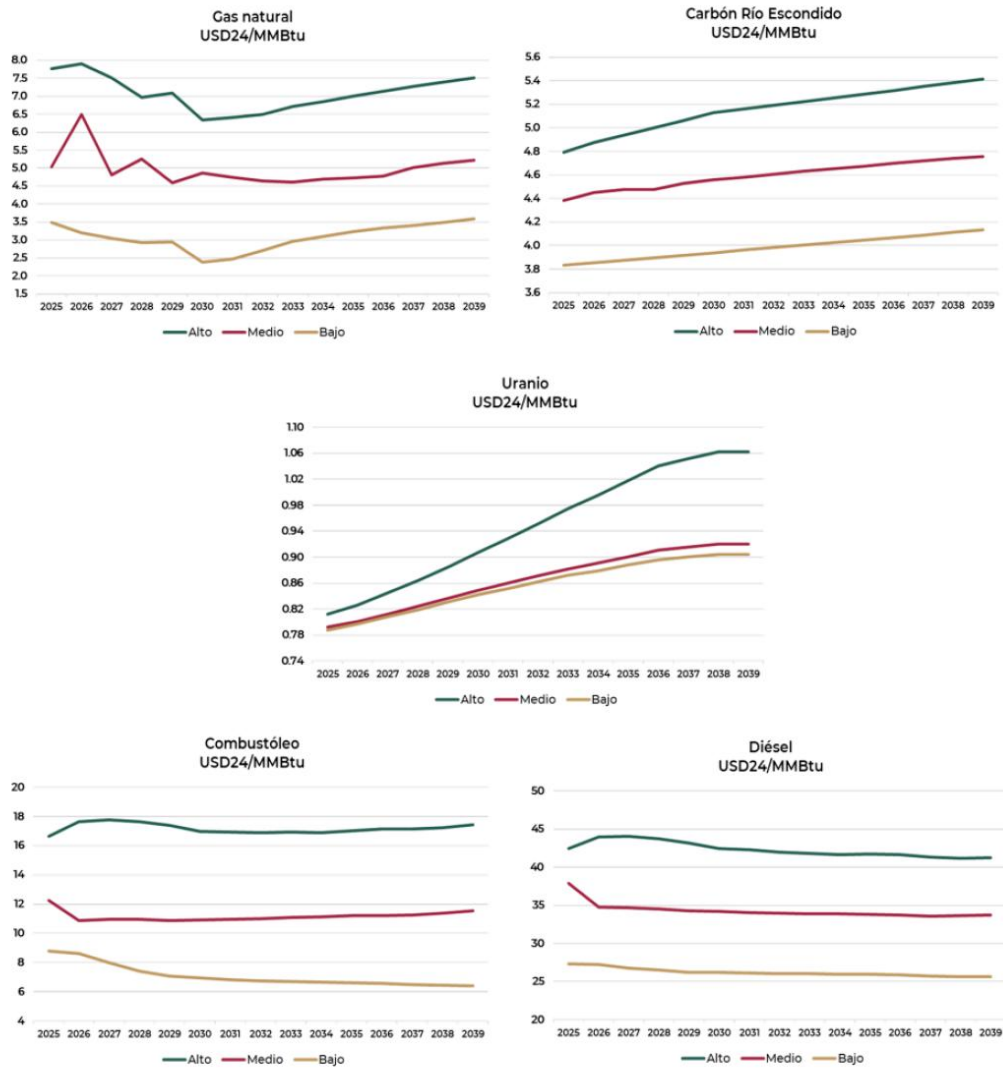 Gas natural
USD24/MMBtu
8.0
7.5
7.0
6.5
6.0
5.5
5.0
4.5
4.0
3.5
3.0
2.5
2.0
1.5
2025 2026 2027 2028 2029 2030 2031 2032 2033 2034 2035 2036 2037 2038 2039
Alto Medio Bajo
Carbón Río Escondido
USD24/MMBtu
5.6
5.4
5.2
5.0
4.8
4.6
4.4
4.2
4.0
3.8
3.6
2025 2026 2027 2028 2029 2030 2031 2032 2033 2034 2035 2036 2037 2038 2039
Alto Medio Bajo
Uranio
USD24/MMBtu
1.10
1.06
1.02
0.98
0.94
0.90
0.86
0.82
0.78
0.74
2025 2026 2027 2028 2029 2030 2031 2032 2033 2034 2035 2036 2037 2038 2039
Alto Medio Bajo
Combustóleo
USD24/MMBtu
20
18
16
14
12
10
8
6
4
2025 2026 2027 2028 2029 2030 2031 2032 2033 2034 2035 2036 2037 2038 2039
Alto Medio Bajo
Diésel
USD24/MMBtu
50
45
40
35
30
25
20
2025 2026 2027 2028 2029 2030 2031 2032 2033 2034 2035 2036 2037 2038 2039
Alto Medio Bajo